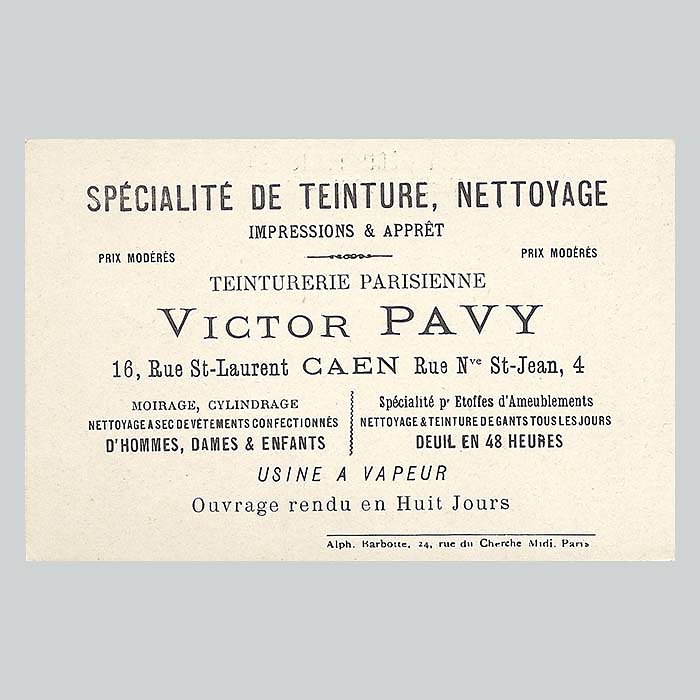 SPÉCIALITÉ DE TEINTURE, NETTOYAGE
IMPRESSIONS & APPRÊT
PRIX MODÉRÉS PRIX MODÉRÉS
TEINTURERIE PARISIENNE
VICTOR PAVY
16, Rue St-Laurent CAEN Rue Nve St-Jean, 4
MOIRAGE, CYLINDRAGE
NETTOYAGE A SEC DE VÊTEMENTS CONFECTIONNÉS
D'HOMMES, DAMES & ENFANTS
Spécialité pr Etoffes d'Ameublements
NETTOYAGE & TEINTURE DE GANTS TOUS LES JOURS
DEUIL EN 48 HEURES
USINE A VAPEUR
Ouvrage rendu en Huit Jours
Alph. Barbotte, 24, rue du Cherche Midi, Paris